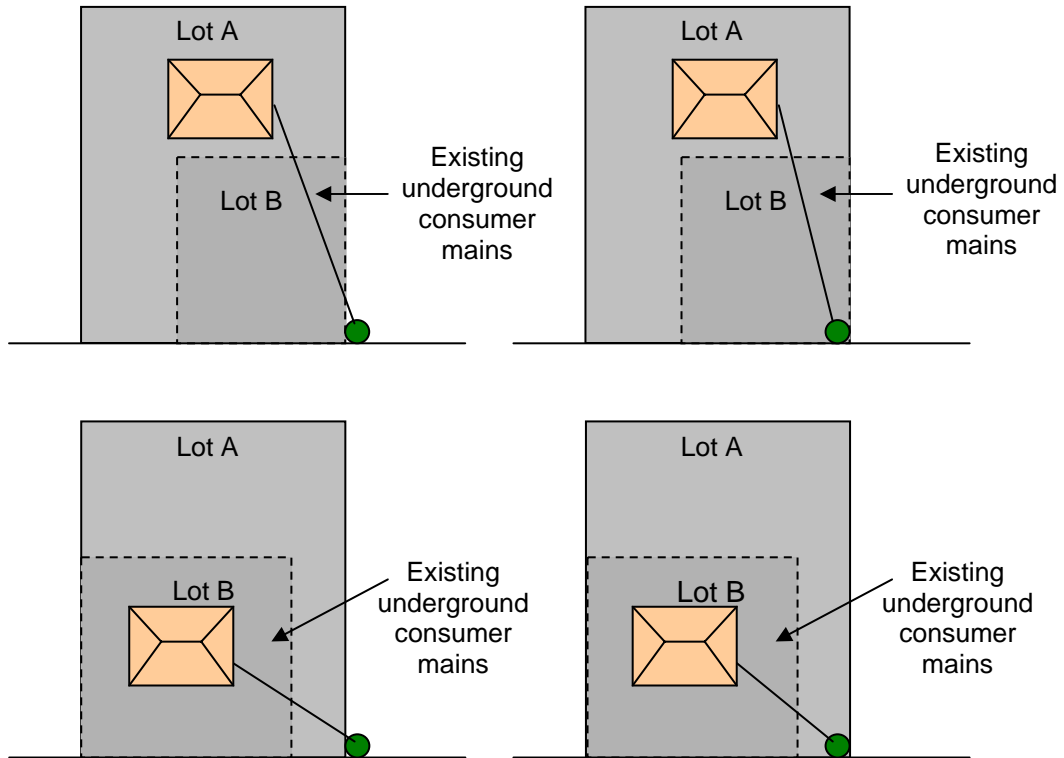 Lot A
Lot B
Existing
underground
consumer
mains
Lot A
Lot B
Existing
underground
consumer
mains
Lot A
Lot B
Existing
underground
consumer
mains
Lot A
Lot B
Existing
underground
consumer
mains